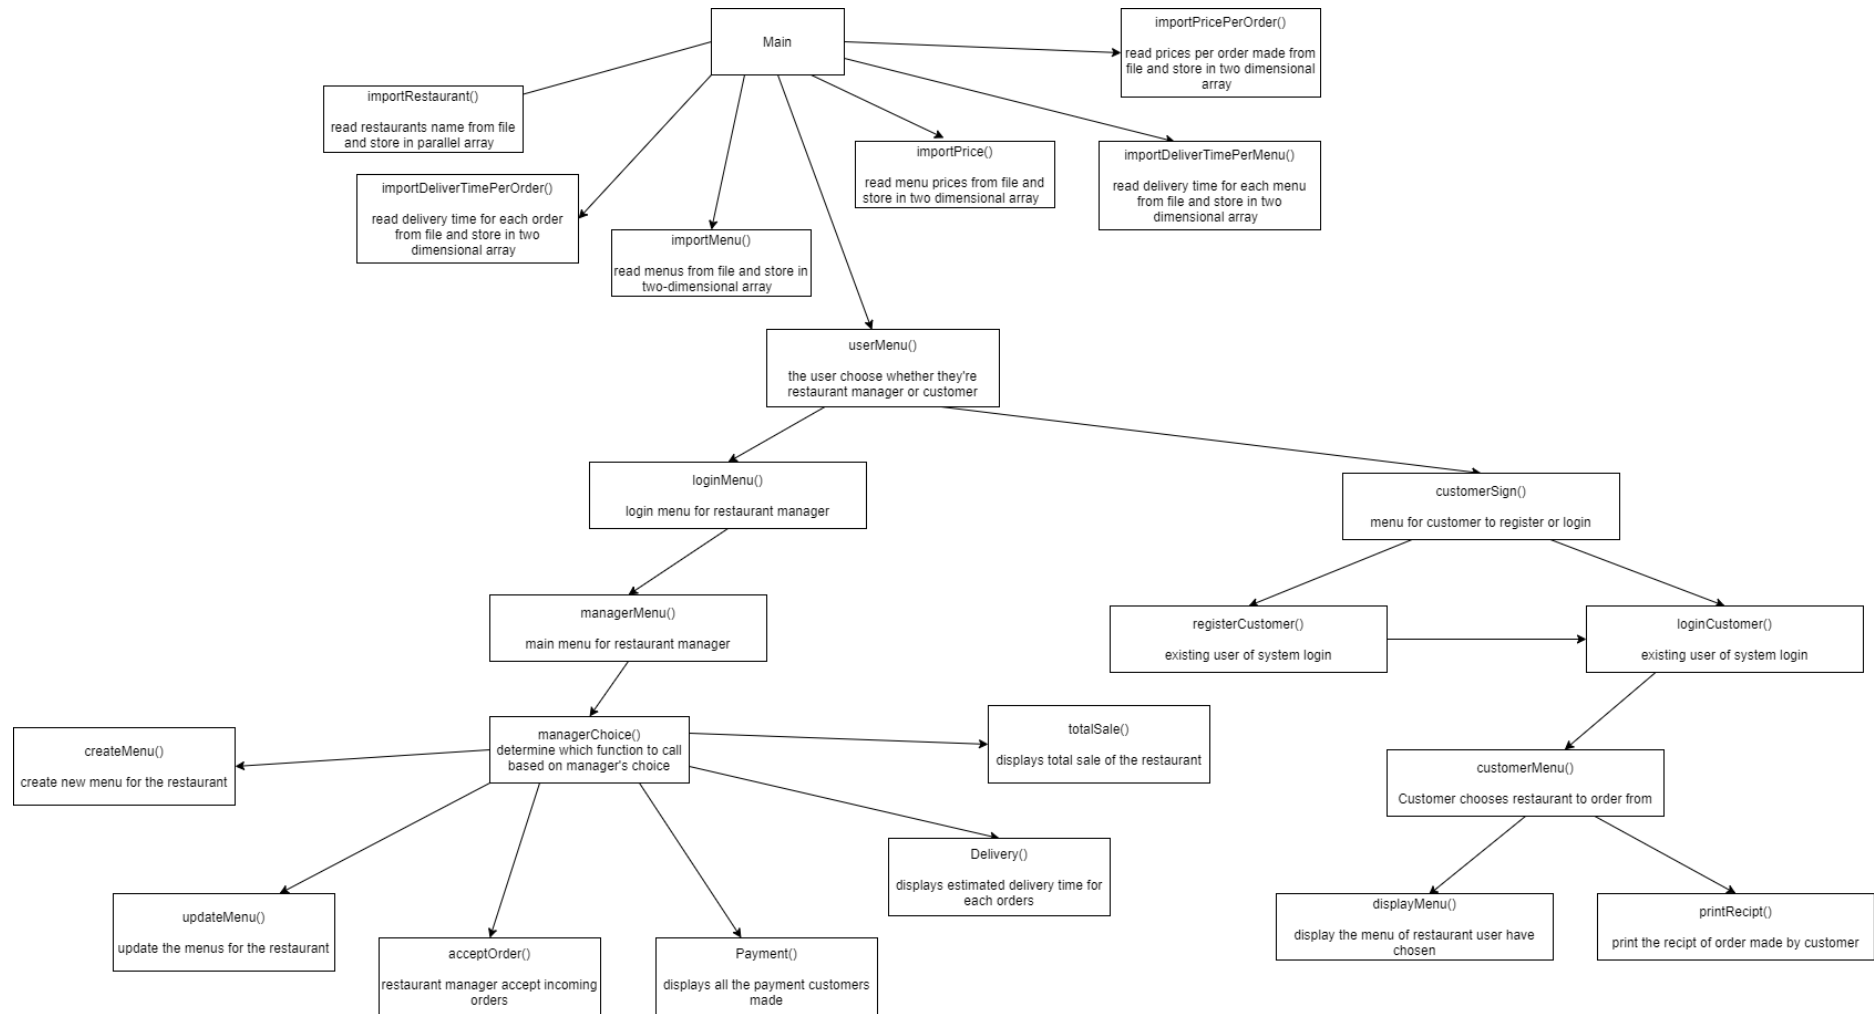 Main
importPricePerOrder()
read prices per order made from
file and store in two dimensional
array
importRestaurant()
read restaurants name from file
and store in parallel array
importDeliverTimePerOrder()
read delivery time for each order
from file and store in two
dimensional array
importMenu()
read menus from file and store in
two-dimensional array
importPrice()
read menu prices from file and
store in two dimensional array
importDeliverTimePerMenu()
read delivery time for each menu
from file and store in two
dimensional array
userMenu()
the user choose whether they're
restaurant manager or customer
loginMenu()
login menu for restaurant manager
customerSign()
menu for customer to register or login
managerMenu()
main menu for restaurant manager
registerCustomer()
existing user of system login
loginCustomer()
existing user of system login
createMenu()
create new menu for the restaurant
managerChoice()
determine which function to call
based on manager's choice
totalSale()
displays total sale of the restaurant
customerMenu()
Customer chooses restaurant to order from
updateMenu()
update the menus for the restaurant
acceptOrder()
restaurant manager accept incoming
orders
Payment()
displays all the payment customers
made
Delivery()
displays estimated delivery time for
each orders
displayMenu()
display the menu of restaurant user have
chosen
printRecipt()
print the recipt of order made by customer